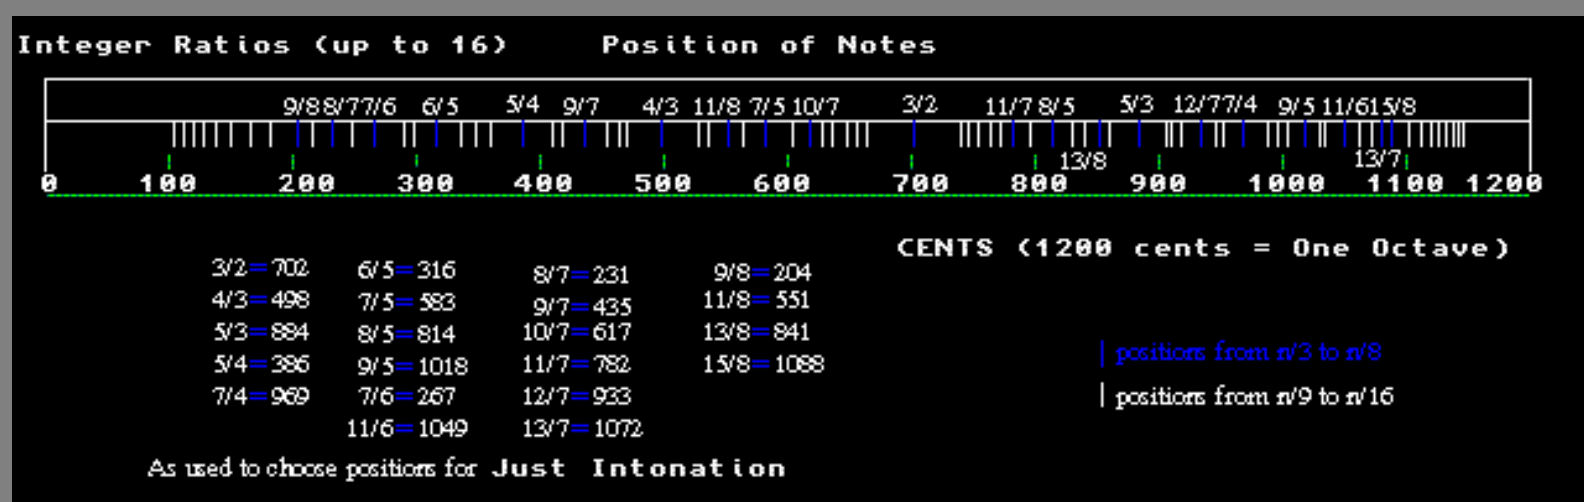 Integer Ratios (up to 16) Position of Notes
9/8 8/7 7/6 6/5 5/4 9/7 4/3 11/8 7/5 10/7 3/2 11/7 8/5 5/3 12/7 7/4 9/5 11/6 15/8
13/8 13/7
0 100 200 300 400 500 600 700 800 900 1000 1100 1200
CENTS (1200 cents = One Octave)
3/2=702 6/5=316 8/7=231 9/8=204
4/3=498 7/5=583 9/7=435 11/8=551
5/3=884 8/5=814 10/7=617 13/8=841
5/4=386 9/5=1018 11/7=782 15/8=1088
7/4=969 7/6=267 12/7=933
11/6=1049 13/7=1072
positions from n/3 to n/8
positions from n/9 to n/16
As used to choose positions for Just Intonation